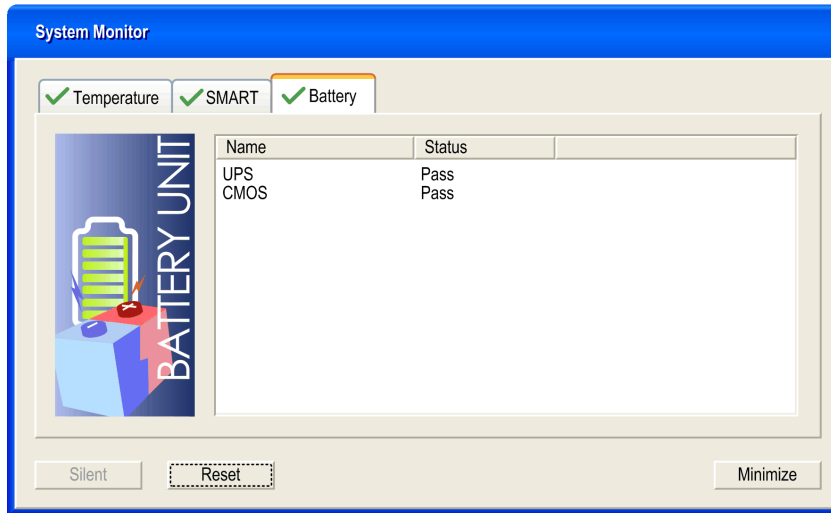 System Monitor
Temperature SMART Battery
BATTERY UNIT
Name Status
UPS Pass
CMOS Pass
Silent Reset Minimize